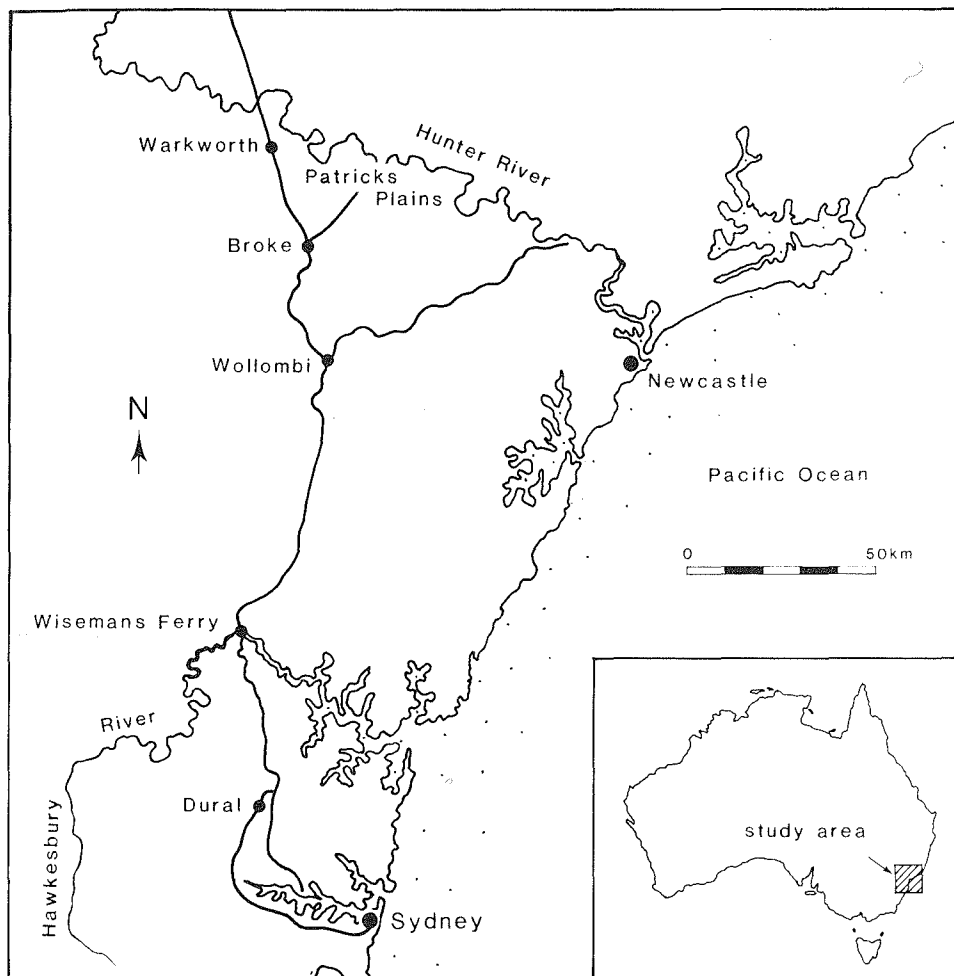 Warkworth
Hunter River
Patricks
Plains
Broke
Wollombi
Newcastle
N
Pacific Ocean
0 50km
Wisemans Ferry
River
Hawkesbury
Dural
Sydney
study area